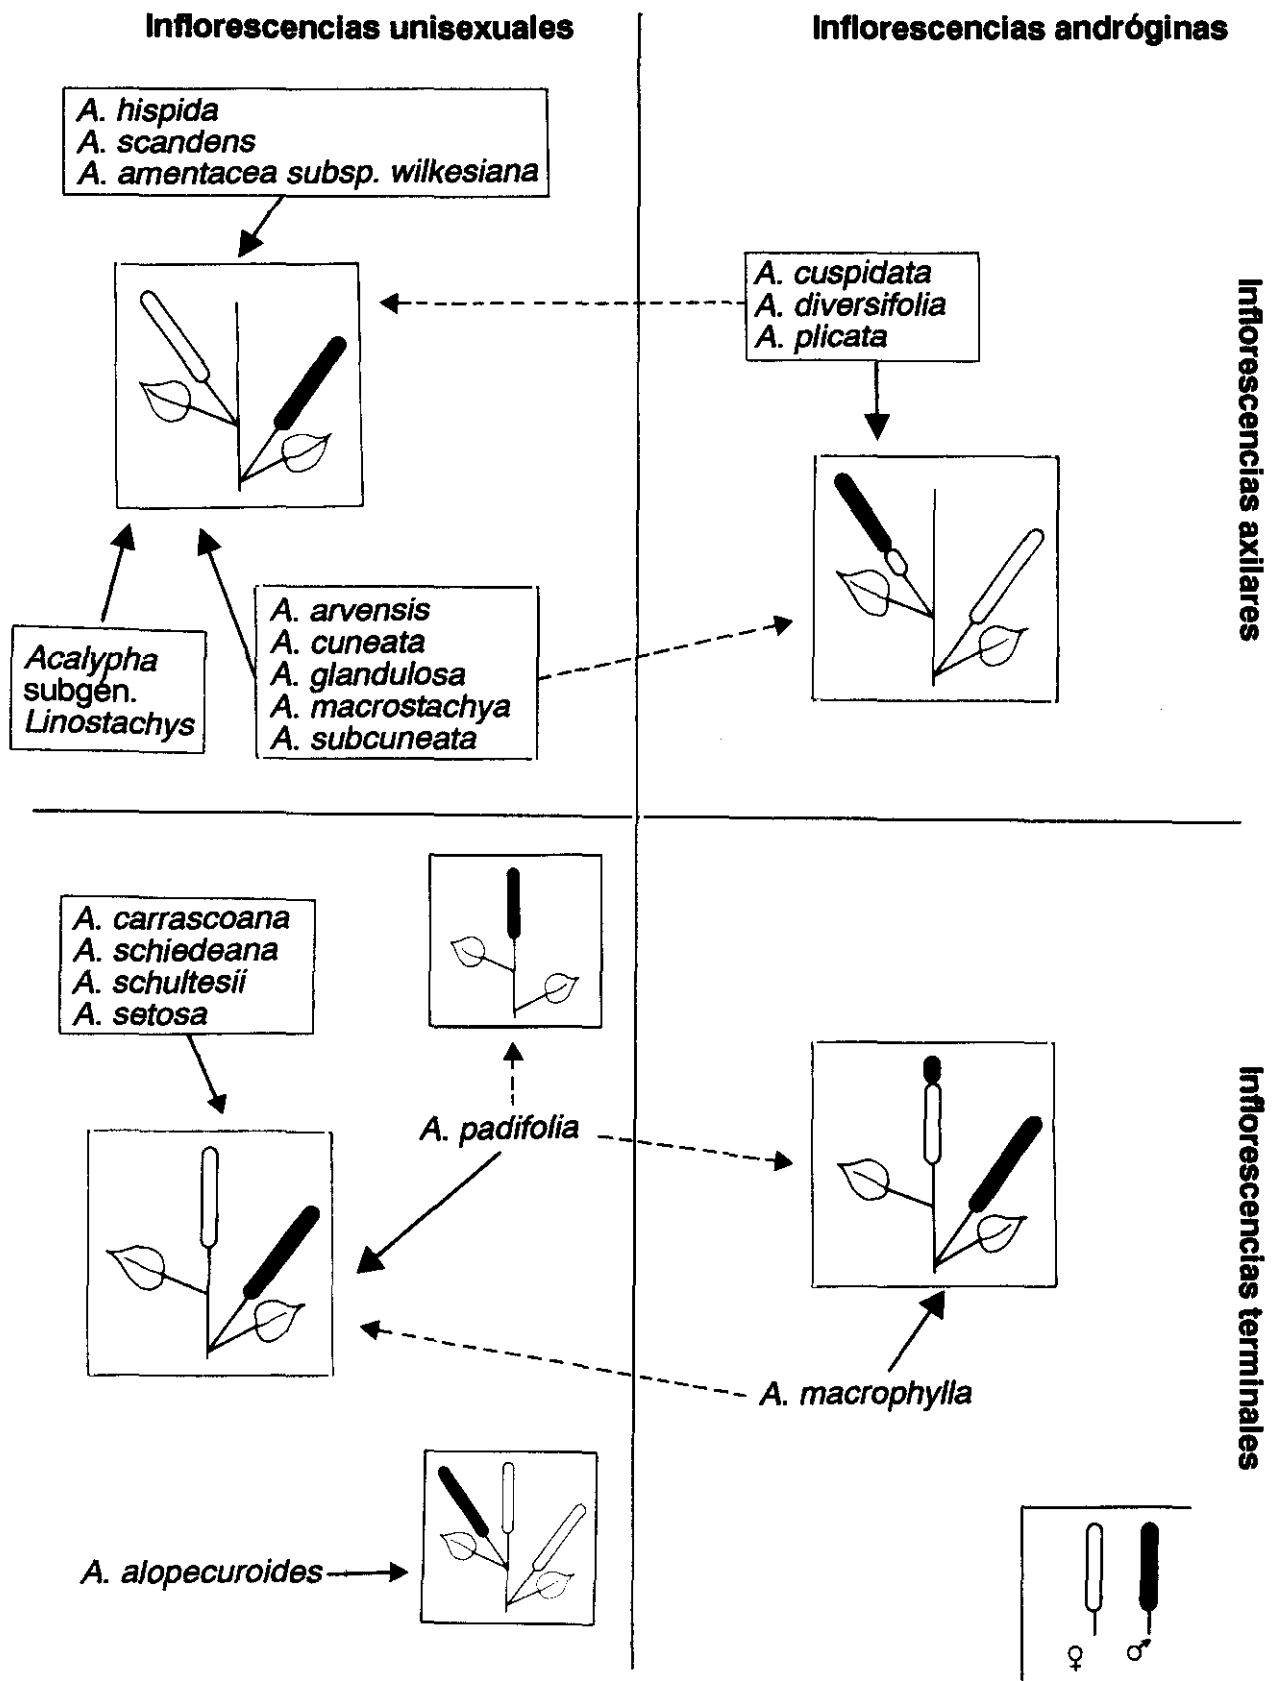 Inflorescencias unisexuales
Inflorescencias andróginas
A. hispida
A. scandens
A. amentacea subsp. wilkesiana
A. cuspidata
A. diversifolia
A. plicata
Inflorescencias axilares
Acalypha
subgen.
Linostachys
A. arvensis
A. cuneata
A. glandulosa
A. macrostachya
A. subcuneata
A. carrascoana
A. schiedeana
A. schultesii
A. setosa
A. padifolia
Inflorescencias terminales
A. macrophylla
A. alopecuroides
♀ ♂